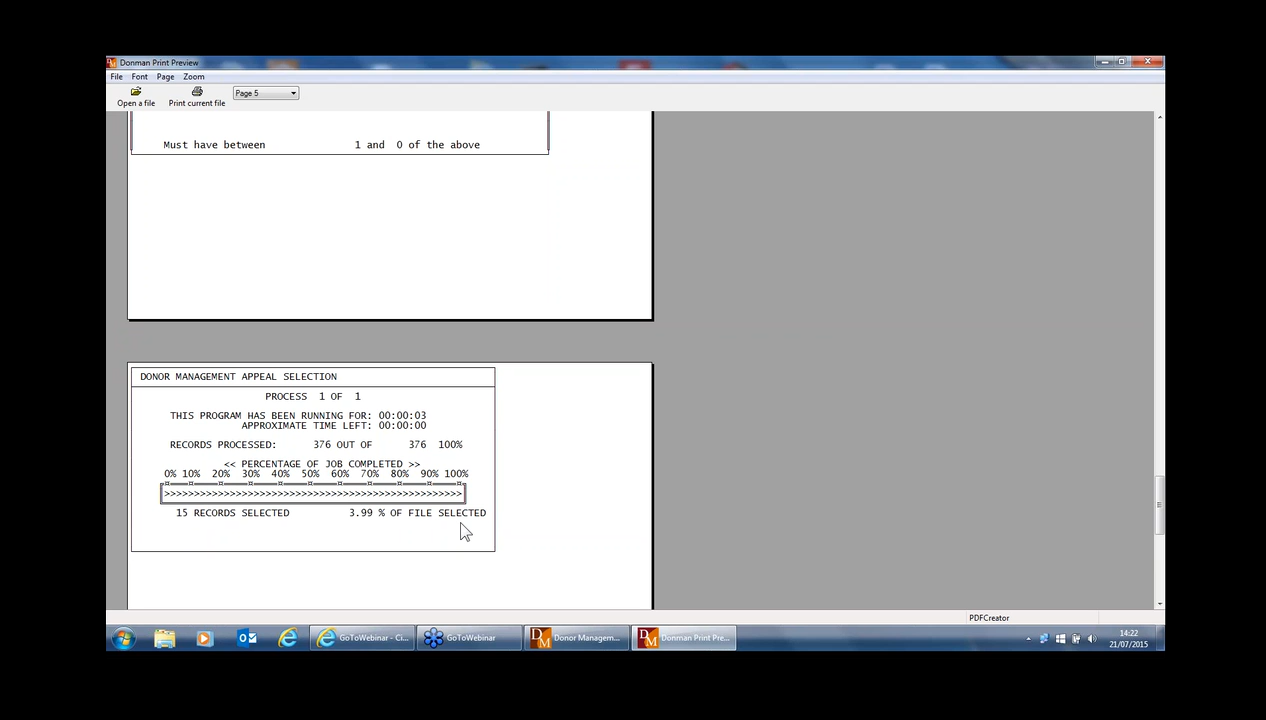 Donman Print Preview
File Font Page Zoom
Open a file Print current file Page 5
Must have between 1 and 0 of the above
DONOR MANAGEMENT APPEAL SELECTION
PROCESS 1 OF 1
THIS PROGRAM HAS BEEN RUNNING FOR: 00:00:03
APPROXIMATE TIME LEFT: 00:00:00
RECORDS PROCESSED: 376 OUT OF 376 100%
<< PERCENTAGE OF JOB COMPLETED >>
0% 10% 20% 30% 40% 50% 60% 70% 80% 90% 100%
>>>>>>>>>>>>>>>>>>>>>>>>>>>>>>>>>>>>>>>>>>>>>>>>>>
15 RECORDS SELECTED 3.99 % OF FILE SELECTED
PDFCreator
GoToWebinar - Ci... GoToWebinar Donor Managem... Donman Print Pre...
14:22
21/07/2015